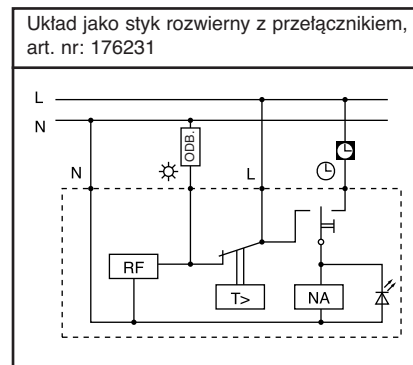 Układ jako styk rozwierny z przełącznikiem,
art. nr: 176231
L
N
ODB.
N
L
RF
T>
NA
N